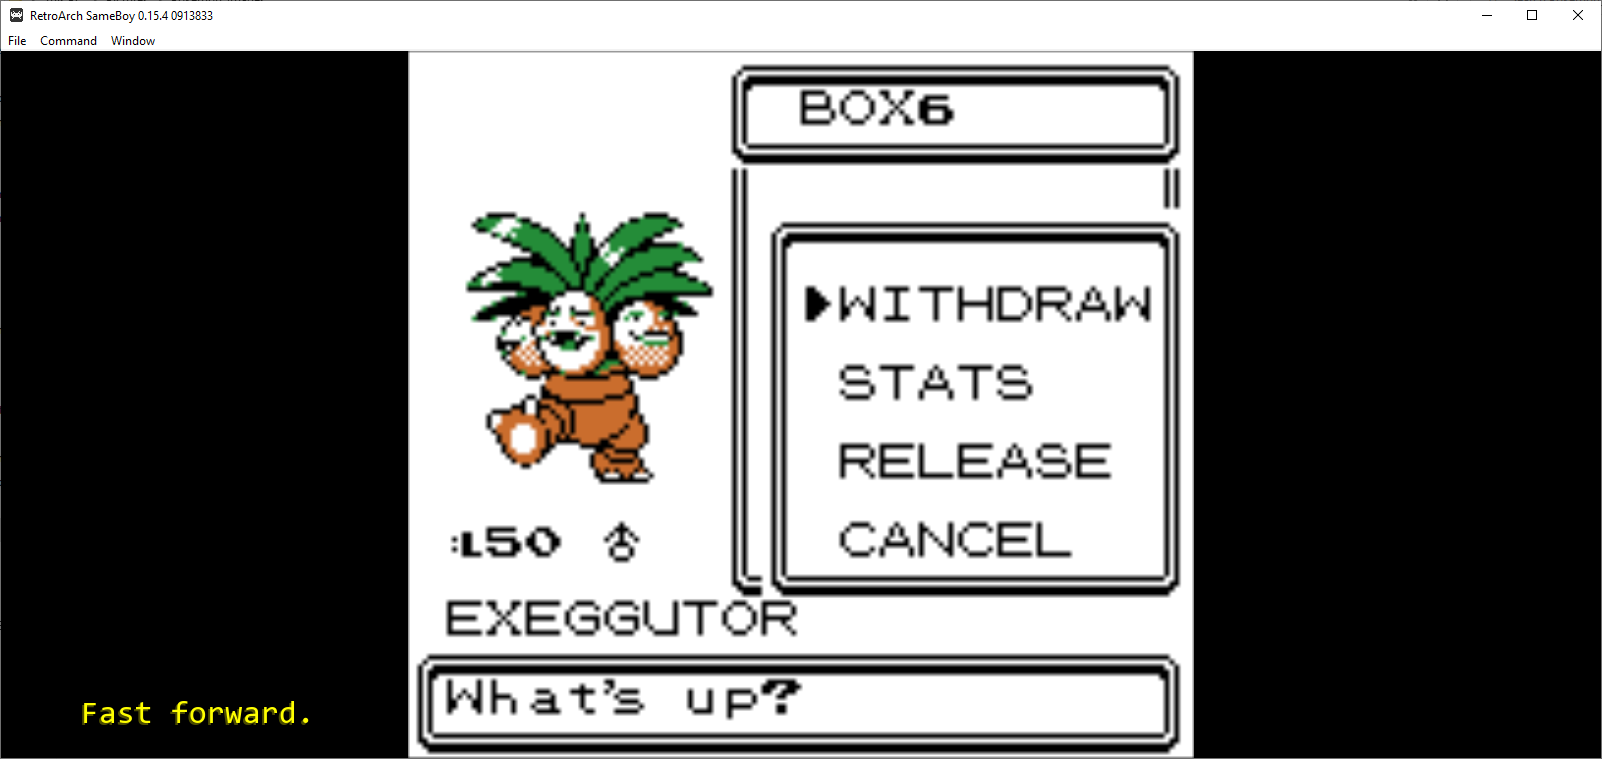 RetroArch SameBoy 0.15.4 0913833
File Command Window
BOX6
WITHDRAW
STATS
RELEASE
CANCEL
:L50 ♂
EXEGGUTOR
What's up?
Fast forward.